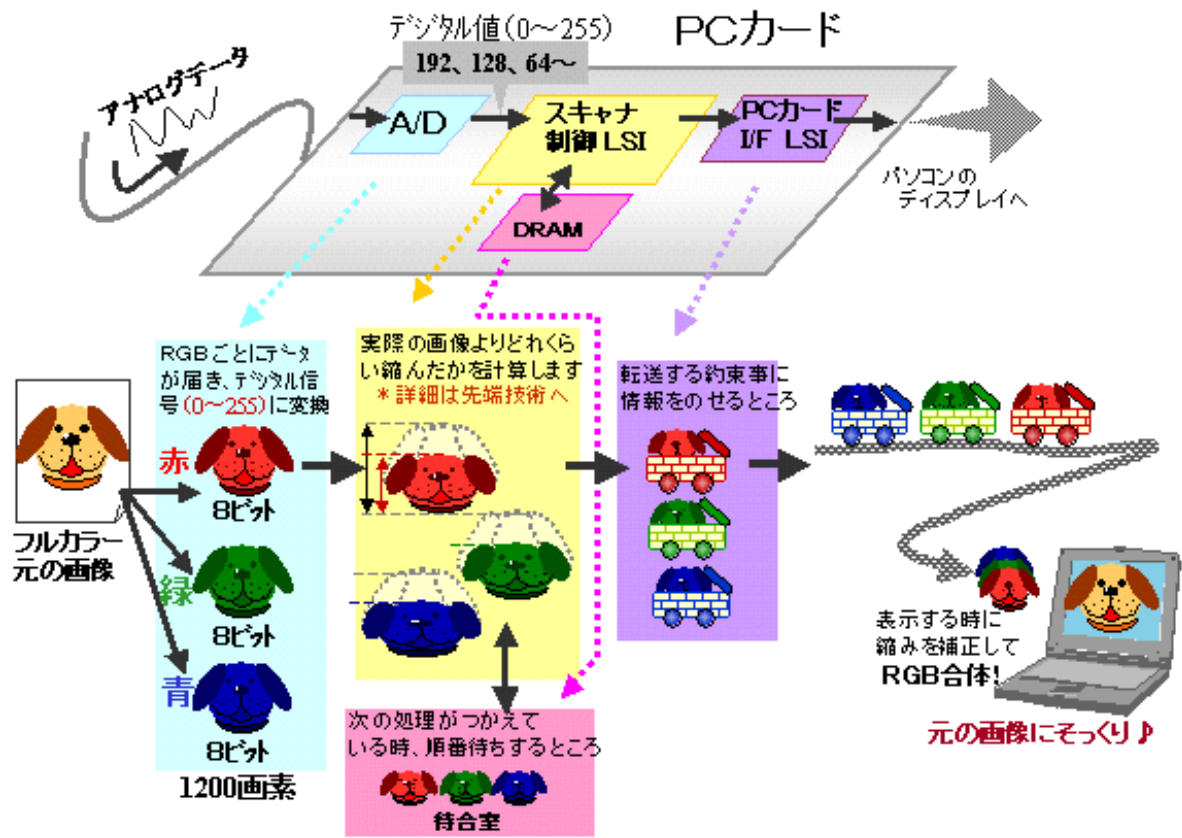 デジタル値(0〜255)
PCカード
192、128、64〜
アナログデータ
A/D
スキャナ
制御LSI
PCカード
I/F LSI
DRAM
パソコンの
ディスプレイへ
RGBごとにデータ
が届き、デジタル信
号(0〜255)に変換
赤
8ビット
緑
8ビット
青
8ビット
1200画素
フルカラー
元の画像
実際の画像よりどれくら
い縮んだかを計算します
*詳細は先端技術へ
次の処理がつかえて
いる時、順番待ちするところ
待合室
転送する約束事に
情報をのせるところ
表示する時に
縮みを補正して
RGB合体!
元の画像にそっくり♪